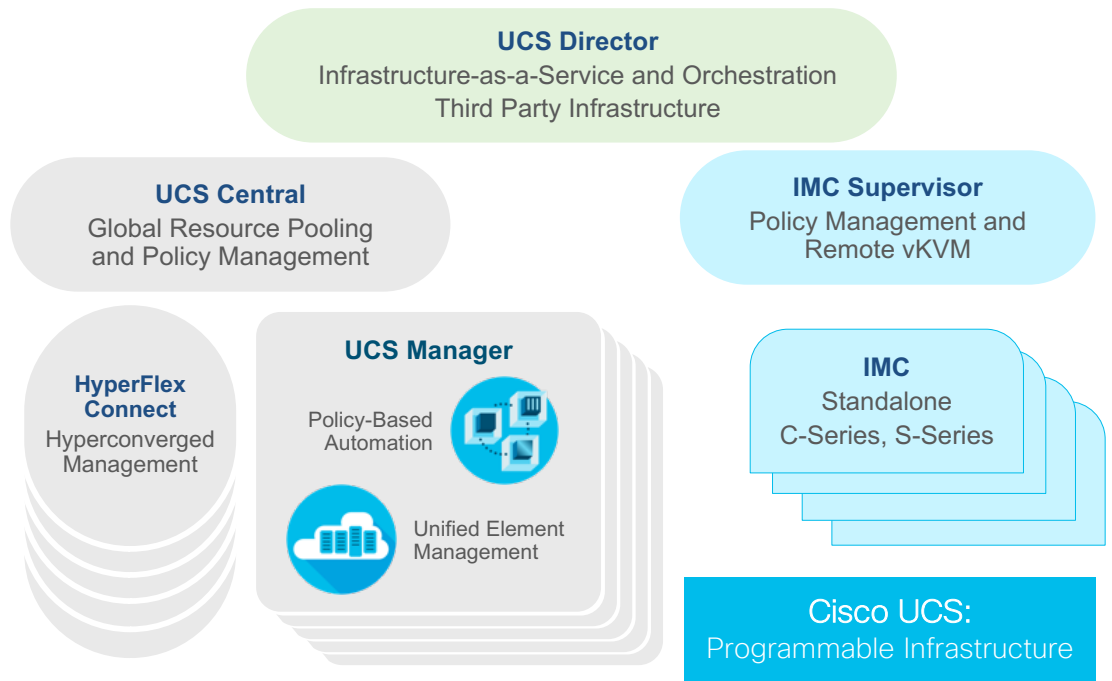 UCS Director
Infrastructure-as-a-Service and Orchestration
Third Party Infrastructure
UCS Central
Global Resource Pooling
and Policy Management
IMC Supervisor
Policy Management and
Remote vKVM
HyperFlex
Connect
Hyperconverged
Management
UCS Manager
Policy-Based
Automation
Unified Element
Management
IMC
Standalone
C-Series, S-Series
Cisco UCS:
Programmable Infrastructure